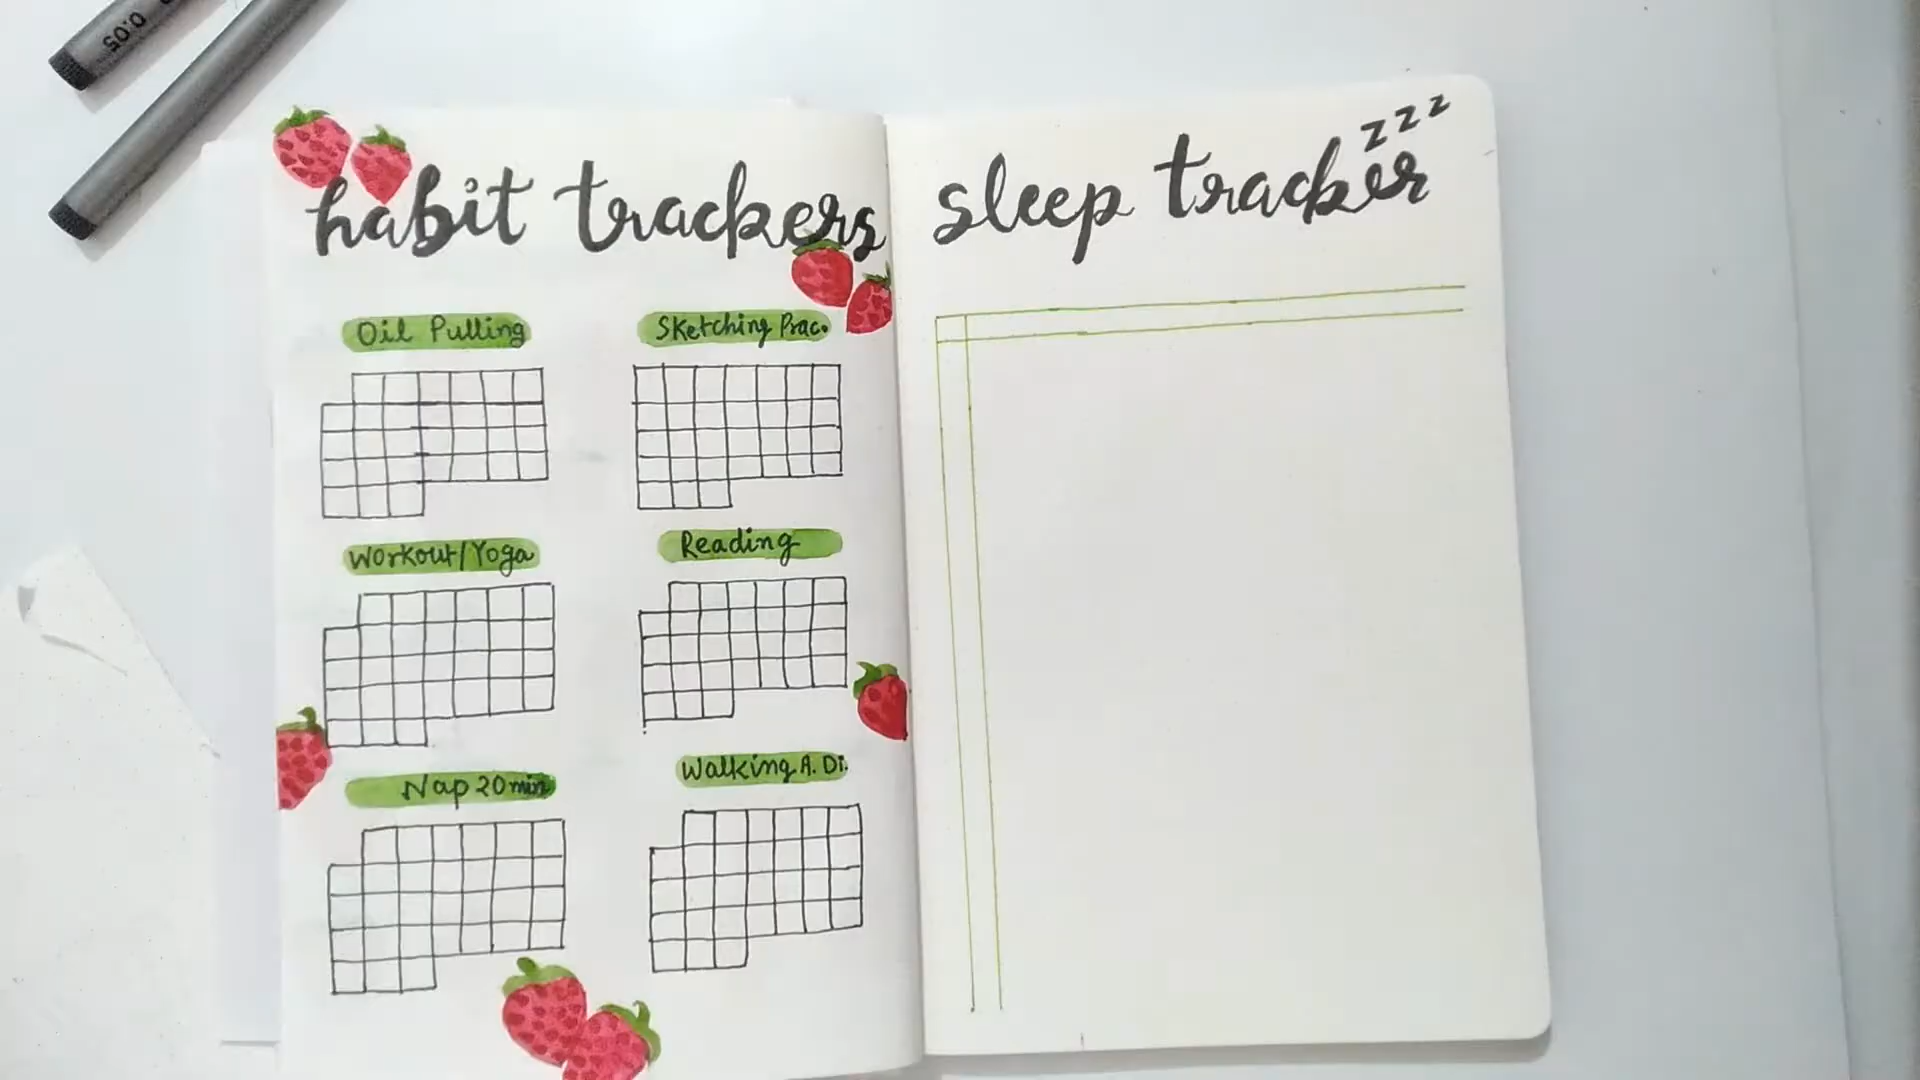 0.05
habit trackers
Oil Pulling
Sketching Prac.
Workout/Yoga
Reading
Nap 20 min
Walking A. Di.
sleep tracker
zzz